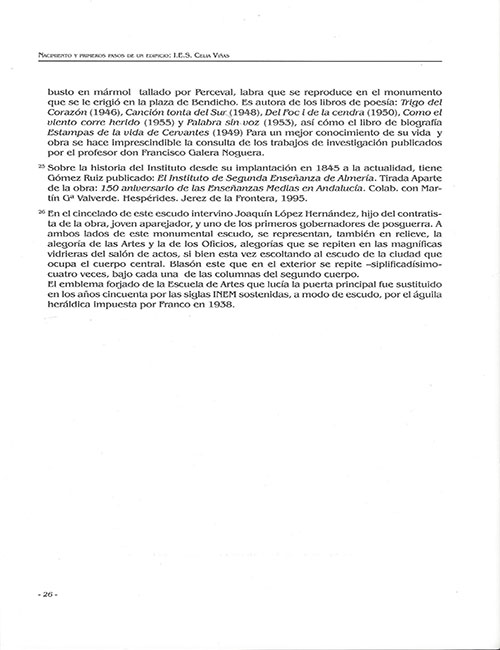 Nacimiento y primeros pasos de un edificio: I.E.S. Celia Viñas
busto en mármol tallado por Perceval, labra que se reproduce en el monumento
que se le erigió en la plaza de Bendicho. Es autora de los libros de poesía: Trigo del
Corazón (1946), Canción tonta del Sur (1948), Del Foc i de la cendra (1950), Como el
viento corre herido (1955) y Palabra sin voz (1953), así cómo el libro de biografía
Estampas de la vida de Cervantes (1949) Para un mejor conocimiento de su vida y
obra se hace imprescindible la consulta de los trabajos de investigación publicados
por el profesor don Francisco Galera Noguera.
25 Sobre la historia del Instituto desde su implantación en 1845 a la actualidad, tiene
Gómez Ruiz publicado: El Instituto de Segunda Enseñanza de Almería. Tirada Aparte
de la obra: 150 aniversario de las Enseñanzas Medias en Andalucía. Colab. con Mar-
tín Gª Valverde. Hespérides. Jerez de la Frontera, 1995.
26 En el cincelado de este escudo intervino Joaquín López Hernández, hijo del contratis-
ta de la obra, joven aparejador, y uno de los primeros gobernadores de posguerra. A
ambos lados de este monumental escudo, se representan, también en relieve, la
alegoría de las Artes y la de los Oficios, alegorías que se repiten en las magníficas
vidrieras del salón de actos, si bien esta vez escoltando al escudo de la ciudad que
ocupa el cuerpo central. Blasón este que en el exterior se repite –siplificadísimo-
cuatro veces, bajo cada una de las columnas del segundo cuerpo.
El emblema forjado de la Escuela de Artes que lucía la puerta principal fue sustituido
en los años cincuenta por las siglas INEM sostenidas, a modo de escudo, por el águila
heráldica impuesta por Franco en 1938.
- 26 -